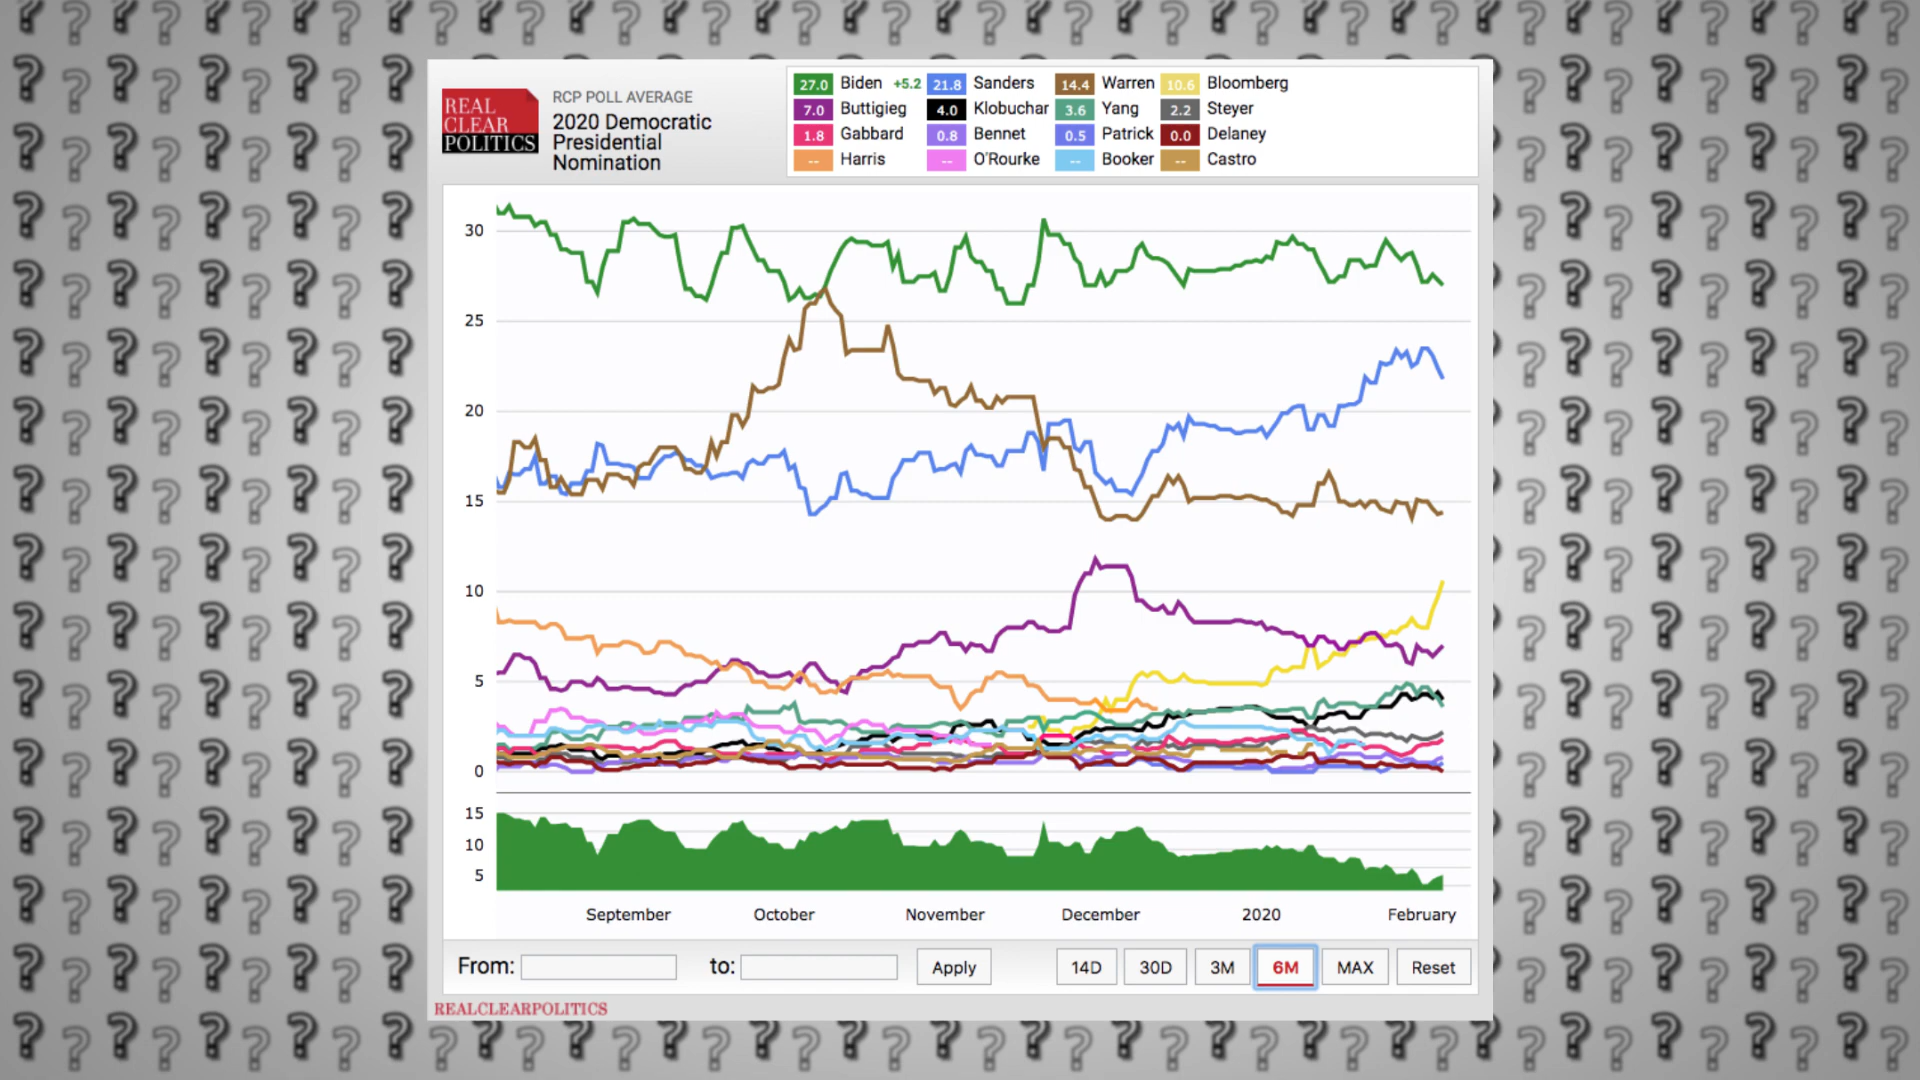 REAL
CLEAR
POLITICS
RCP POLL AVERAGE
2020 Democratic
Presidential
Nomination
27.0 Biden +5.2 21.8 Sanders 14.4 Warren 10.6 Bloomberg
7.0 Buttigieg 4.0 Klobuchar 3.6 Yang 2.2 Steyer
1.8 Gabbard 0.8 Bennet 0.5 Patrick 0.0 Delaney
-- Harris -- O'Rourke -- Booker -- Castro
30
25
20
15
10
5
0
15
10
5
September October November December 2020 February
From: to: Apply 14D 30D 3M 6M MAX Reset
REALCLEARPOLITICS